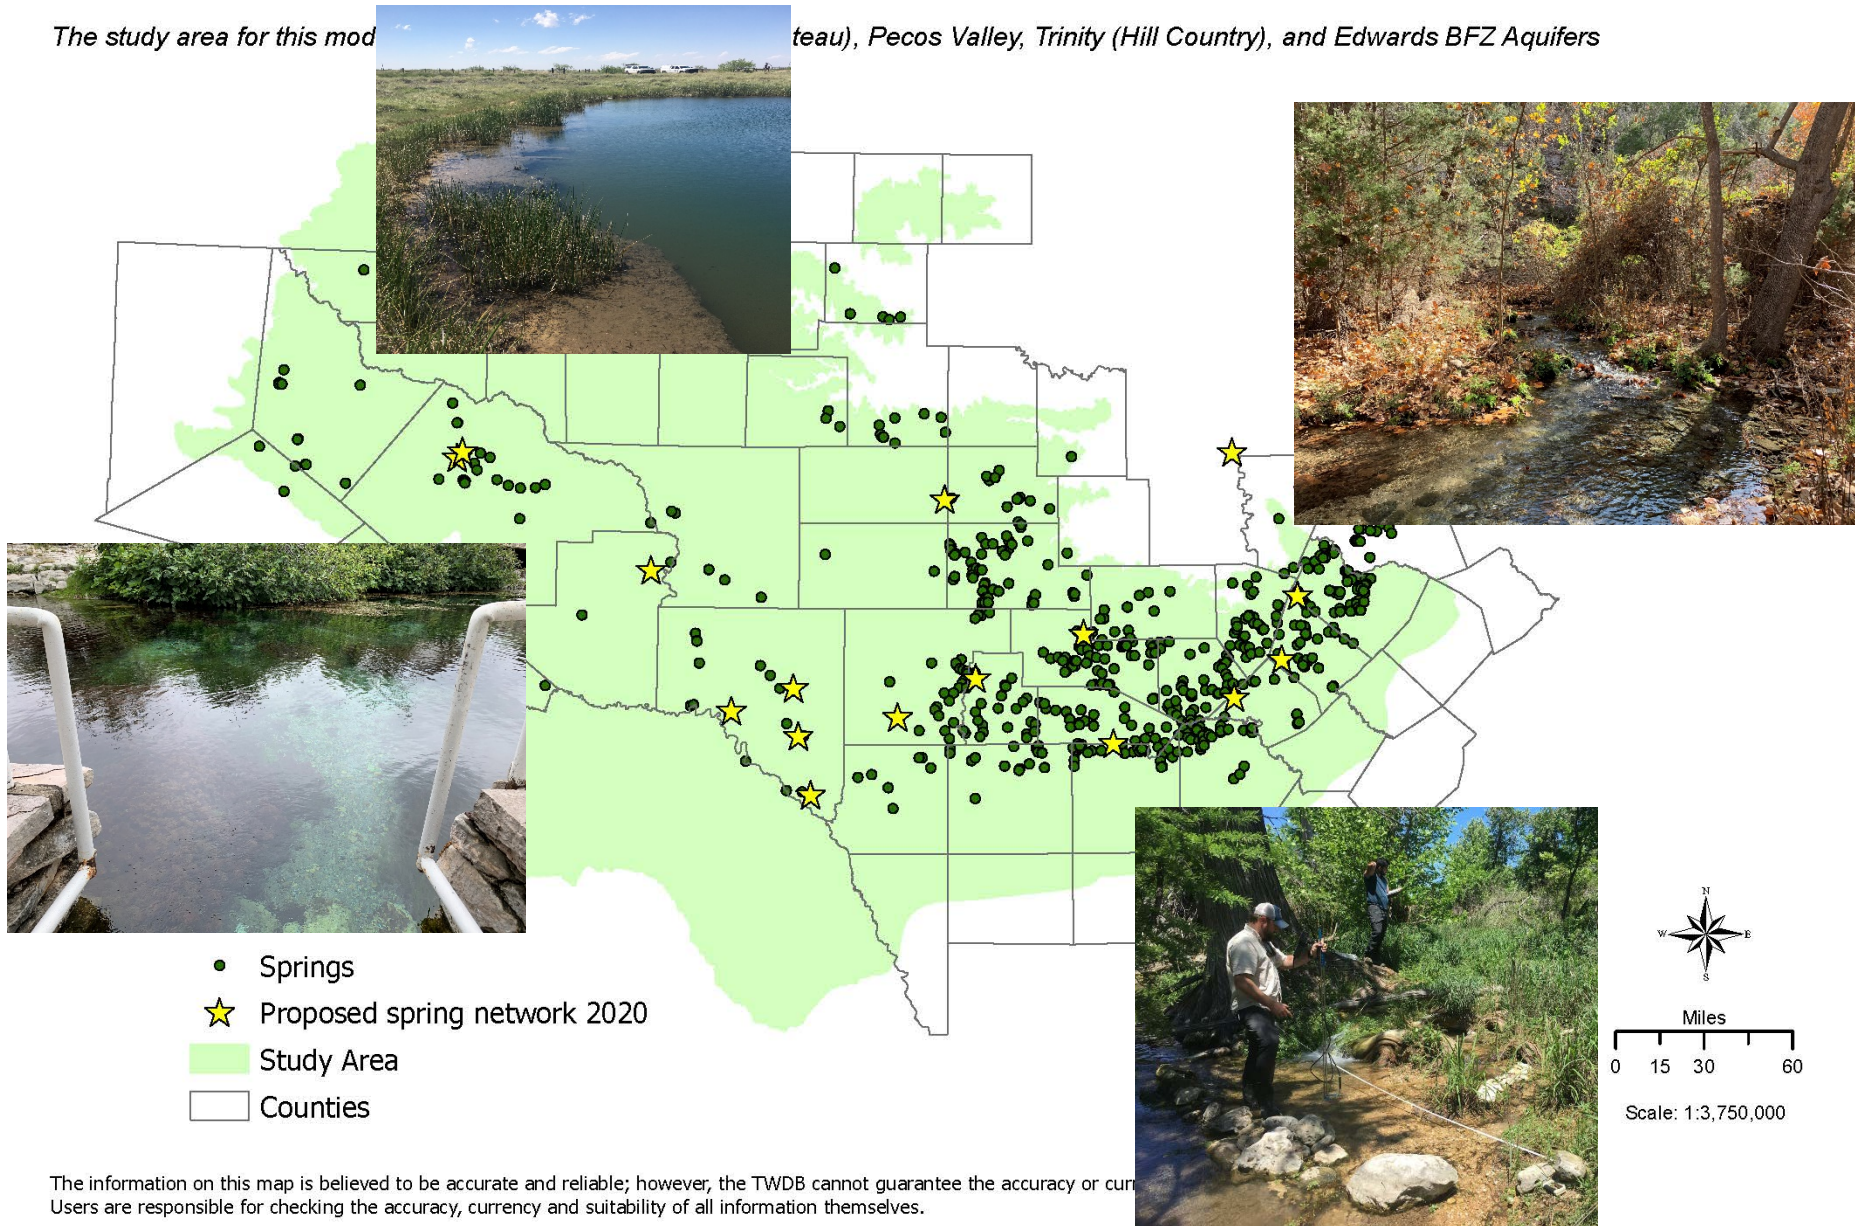 The study area for this mod teau), Pecos Valley, Trinity (Hill Country), and Edwards BFZ Aquifers
Springs
Proposed spring network 2020
Study Area
Counties
N
W E
S
Miles
0 15 30 60
Scale: 1:3,750,000
The information on this map is believed to be accurate and reliable; however, the TWDB cannot guarantee the accuracy or curr
Users are responsible for checking the accuracy, currency and suitability of all information themselves.